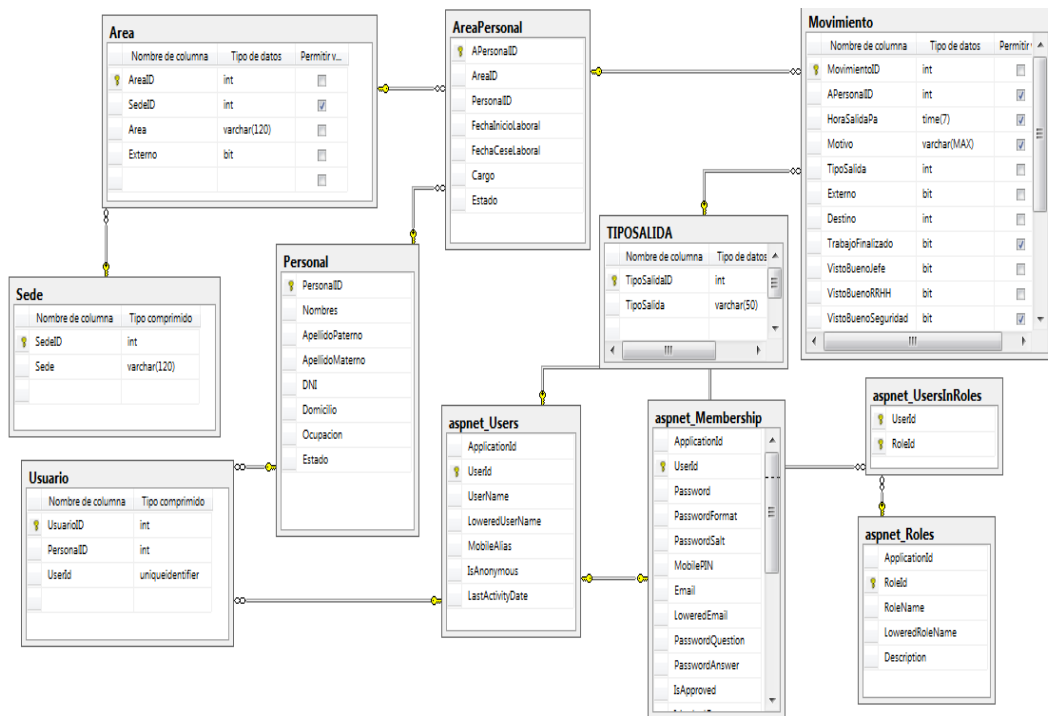 Area
Nombre de columna Tipo de datos Permitir v...
AreaID int
SedeID int
Area varchar(120)
Externo bit
AreaPersonal
APersonalID
AreaID
PersonalID
FechaInicioLaboral
FechaCeseLaboral
Cargo
Estado
Movimiento
Nombre de columna Tipo de datos Permitir v
MovimientoID int
APersonalID int
HoraSalidaPa time(7)
Motivo varchar(MAX)
TipoSalida int
Externo bit
Destino int
TrabajoFinalizado bit
VistoBuenoJefe bit
VistoBuenoRRHH bit
VistoBuenoSeguridad bit
TIPOSALIDA
Nombre de columna Tipo de datos
TipoSalidaID int
TipoSalida varchar(50)
Sede
Nombre de columna Tipo comprimido
SedeID int
Sede varchar(120)
Personal
PersonalID
Nombres
ApellidoPaterno
ApellidoMaterno
DNI
Domicilio
Ocupacion
Estado
Usuario
Nombre de columna Tipo comprimido
UsuarioID int
PersonalID int
UserId uniqueidentifier
aspnet_Users
ApplicationId
UserId
UserName
LoweredUserName
MobileAlias
IsAnonymous
LastActivityDate
aspnet_Membership
ApplicationId
UserId
Password
PasswordFormat
PasswordSalt
MobilePIN
Email
LoweredEmail
PasswordQuestion
PasswordAnswer
IsApproved
aspnet_UsersInRoles
UserId
RoleId
aspnet_Roles
ApplicationId
RoleId
RoleName
LoweredRoleName
Description